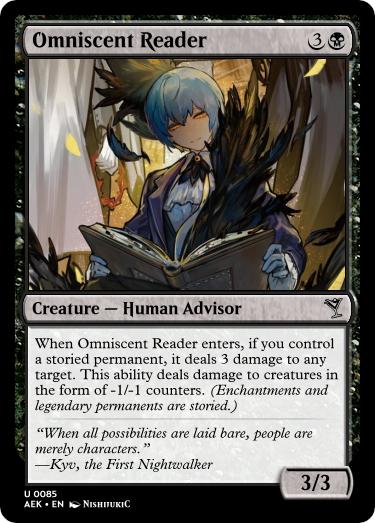 Omniscent Reader 3
Creature — Human Advisor
When Omniscent Reader enters, if you control
a storied permanent, it deals 3 damage to any
target. This ability deals damage to creatures in
the form of -1/-1 counters. (Enchantments and
legendary permanents are storied.)
“When all possibilities are laid bare, people are
merely characters.”
—Kyv, the First Nightwalker
3/3
U 0085
AEK • EN NishijukiC